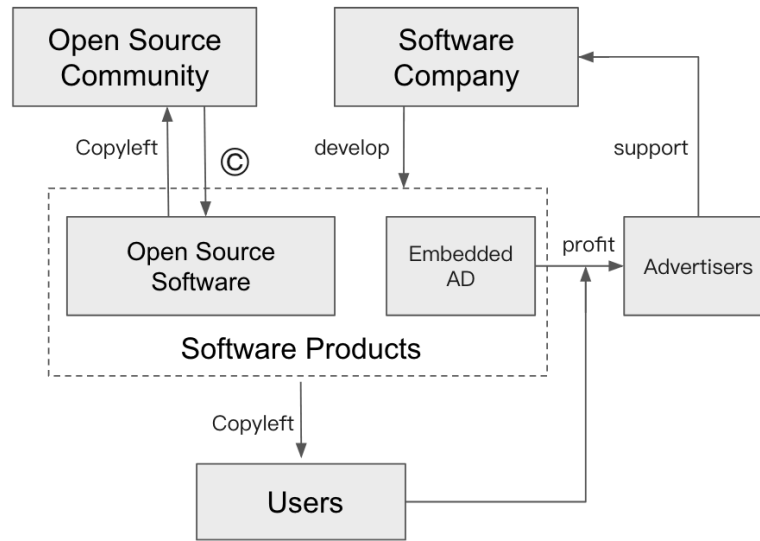 Open Source
Community
Software
Company
Copyleft
©
develop
support
Open Source
Software
Embedded
AD
profit
Advertisers
Software Products
Copyleft
Users